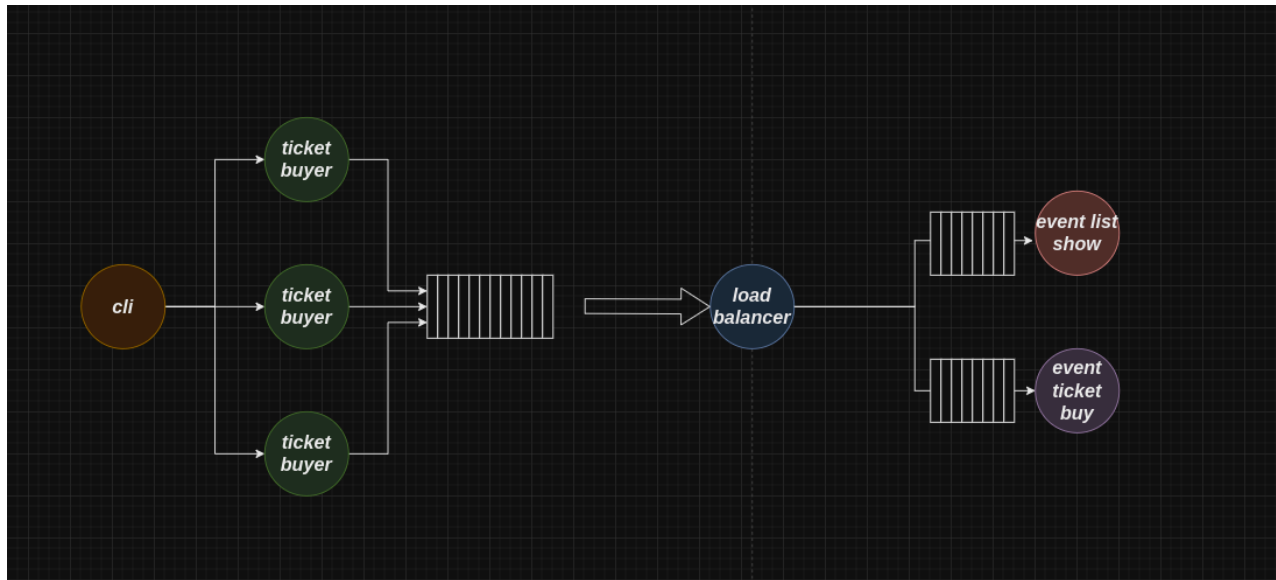 ticket
buyer
cli
ticket
buyer
ticket
buyer
load
balancer
event list
show
event
ticket
buy